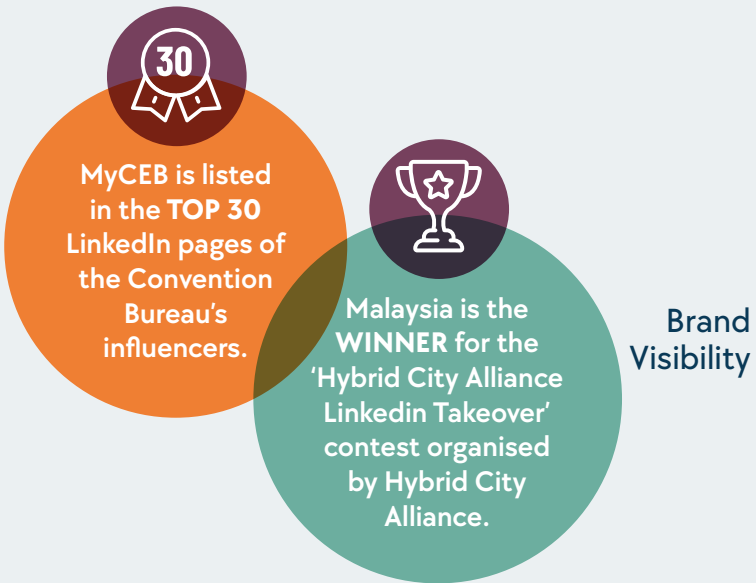 30
MyCEB is listed
in the TOP 30
LinkedIn pages of
the Convention
Bureau's
influencers.
Malaysia is the
WINNER for the
'Hybrid City Alliance
Linkedin Takeover'
contest organised
by Hybrid City
Alliance.
Brand
Visibility